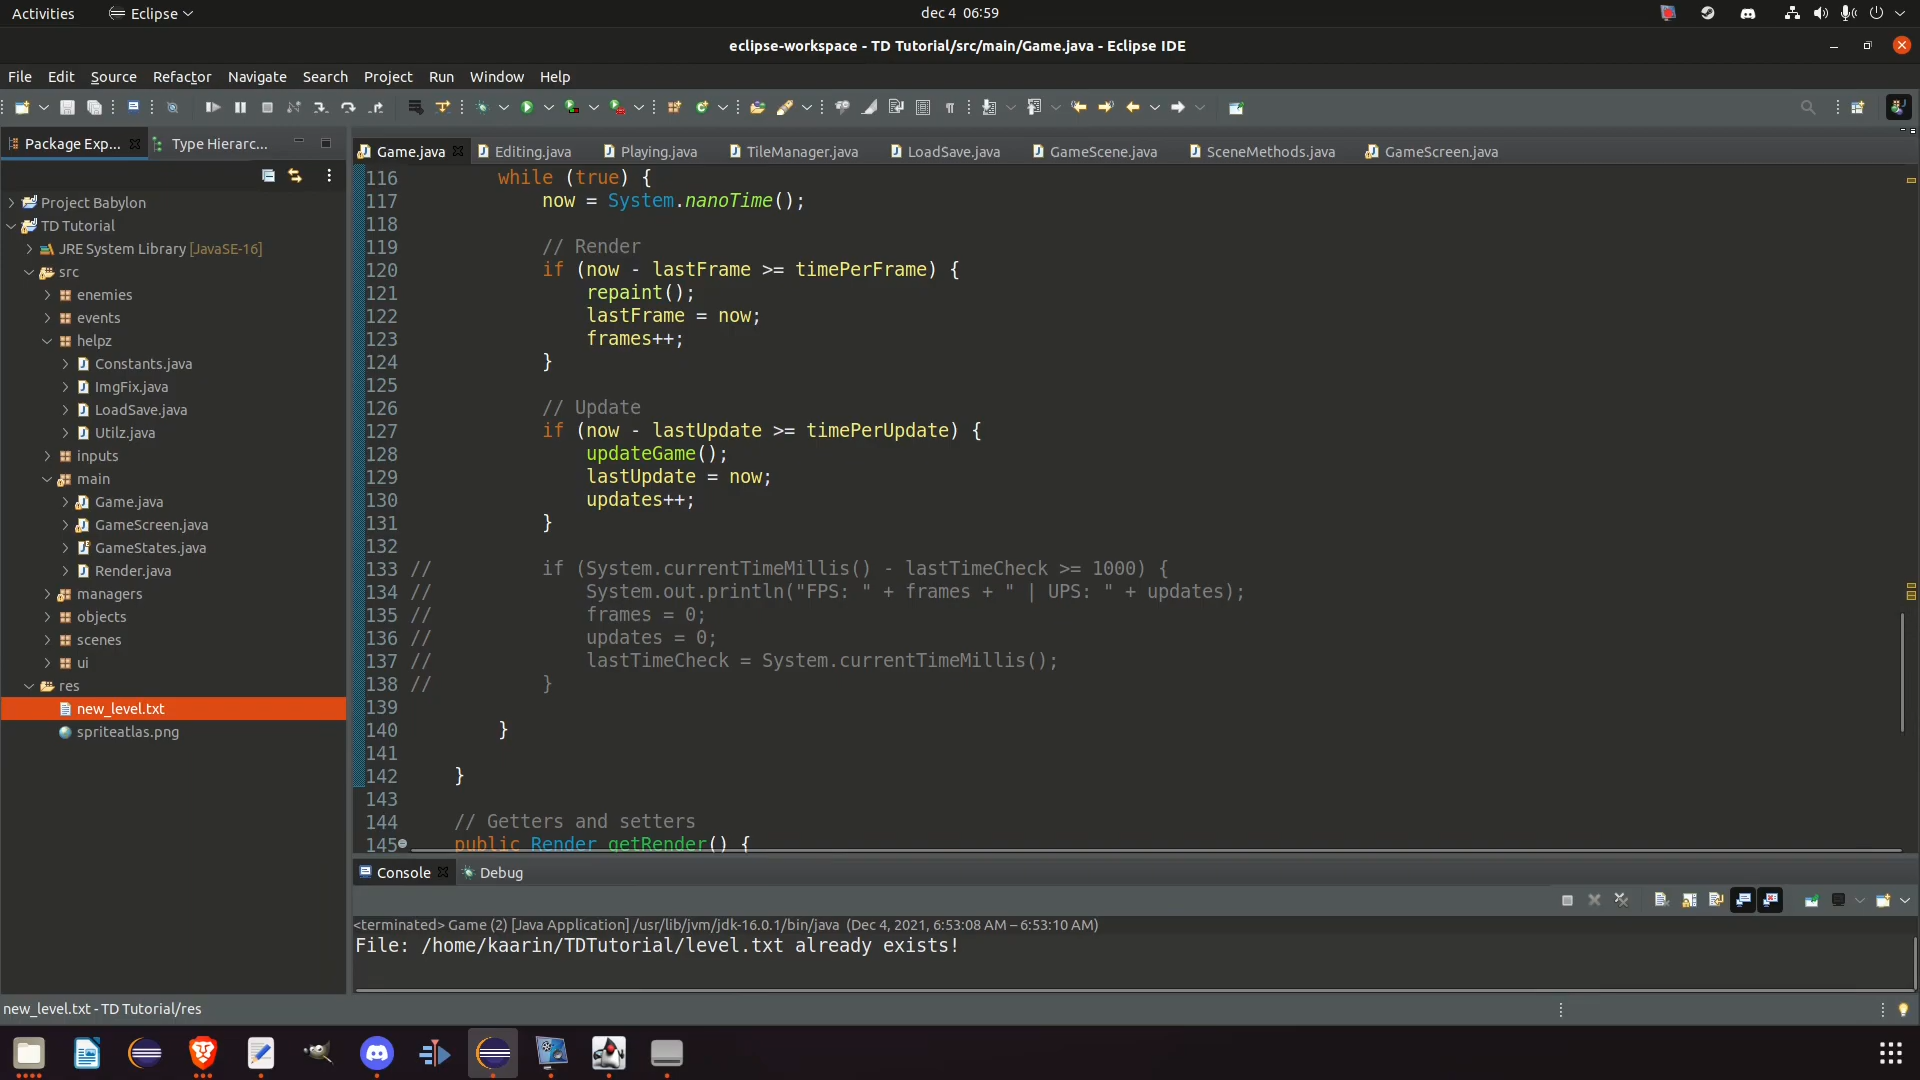 Activities
Eclipse
dec 4 06:59
eclipse-workspace - TD Tutorial/src/main/Game.java - Eclipse IDE
File Edit Source Refactor Navigate Search Project Run Window Help
Package Exp...
Type Hierarc...
Project Babylon
TD Tutorial
JRE System Library [JavaSE-16]
src
enemies
events
helpz
Constants.java
ImgFix.java
LoadSave.java
Utilz.java
inputs
main
Game.java
GameScreen.java
GameStates.java
Render.java
managers
objects
scenes
ui
res
new_level.txt
spriteatlas.png
Game.java Editing.java Playing.java TileManager.java LoadSave.java GameScene.java SceneMethods.java GameScreen.java
116 while (true) {
117 now = System.nanoTime();
118
119 // Render
120 if (now - lastFrame >= timePerFrame) {
121 repaint();
122 lastFrame = now;
123 frames++;
124 }
125
126 // Update
127 if (now - lastUpdate >= timePerUpdate) {
128 updateGame();
129 lastUpdate = now;
130 updates++;
131 }
132
133 // if (System.currentTimeMillis() - lastTimeCheck >= 1000) {
134 // System.out.println("FPS: " + frames + " | UPS: " + updates);
135 // frames = 0;
136 // updates = 0;
137 // lastTimeCheck = System.currentTimeMillis();
138 // }
139
140 }
141
142 }
143
144 // Getters and setters
145 public Render getRender() {
Console
Debug
<terminated> Game (2) [Java Application] /usr/lib/jvm/jdk-16.0.1/bin/java (Dec 4, 2021, 6:53:08 AM – 6:53:10 AM)
File: /home/kaarin/TDTutorial/level.txt already exists!
new_level.txt - TD Tutorial/res